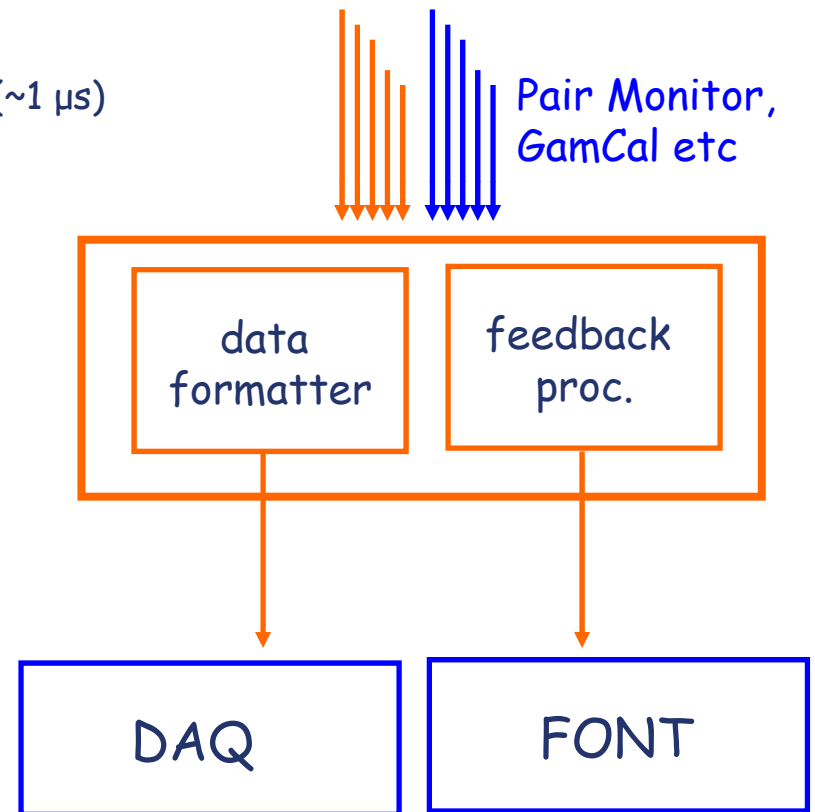 (~1 µs)
Pair Monitor,
GamCal etc
data
formatter
feedback
proc.
DAQ
FONT